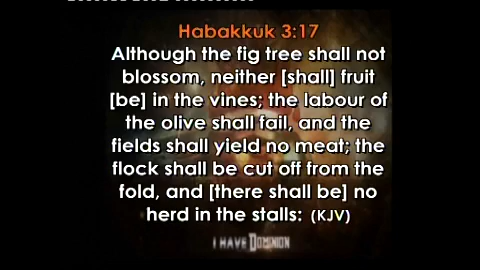 Habakkuk 3:17
Although the fig tree shall not
blossom, neither [shall] fruit
[be] in the vines; the labour of
the olive shall fail, and the
fields shall yield no meat; the
flock shall be cut off from the
fold, and [there shall be] no
herd in the stalls: (KJV)
I HAVE DOMINION